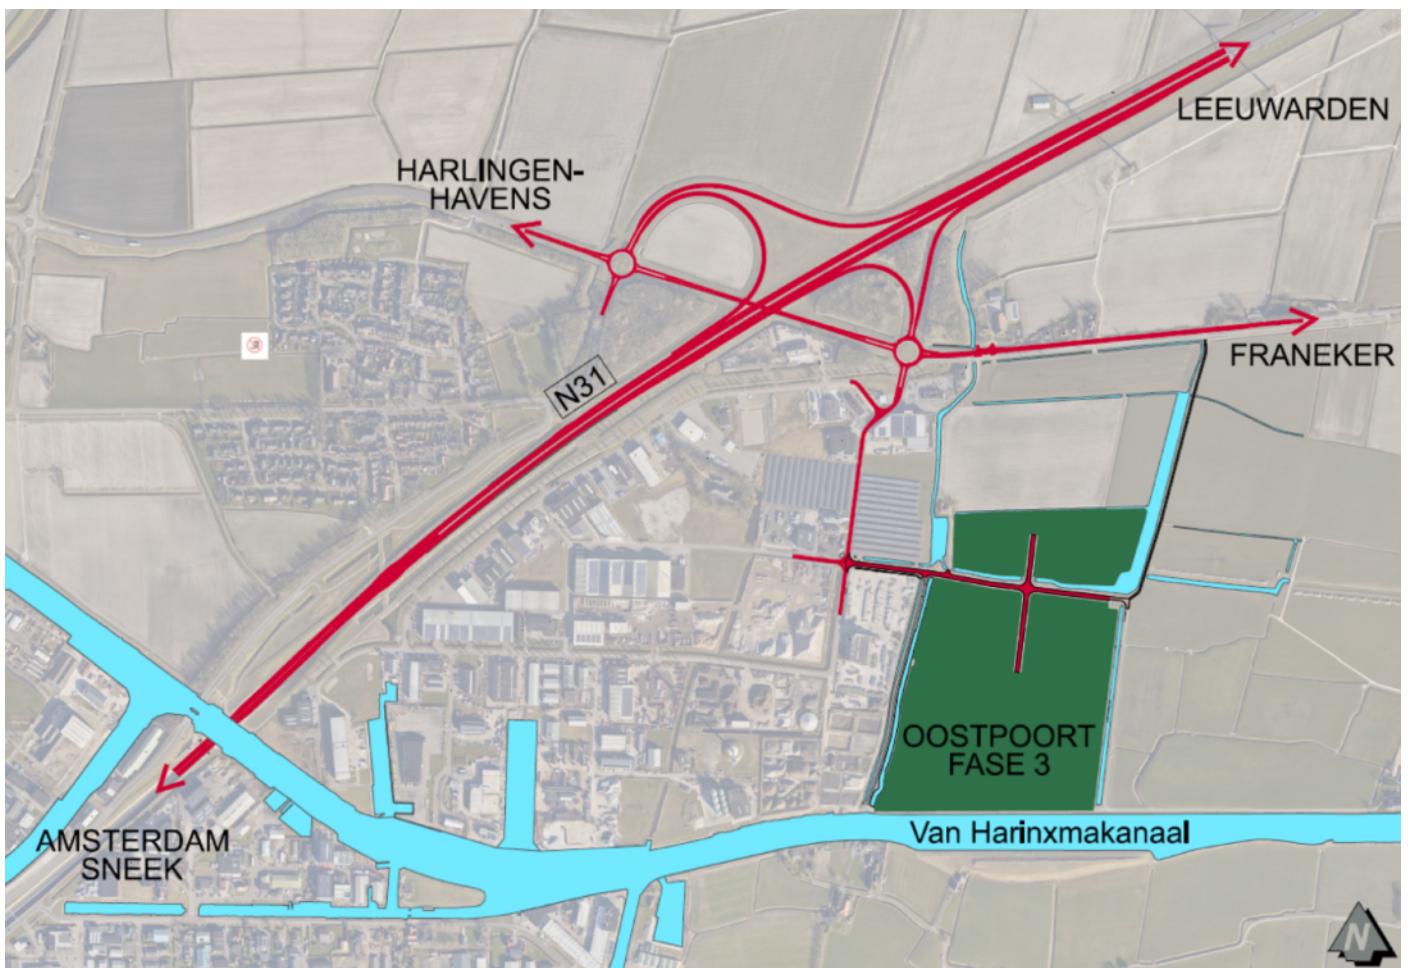 LEEUWARDEN
HARLINGEN-
HAVENS
FRANEKER
N31
OOSTPOORT
FASE 3
Van Harinxmakanaal
AMSTERDAM
SNEEK
N